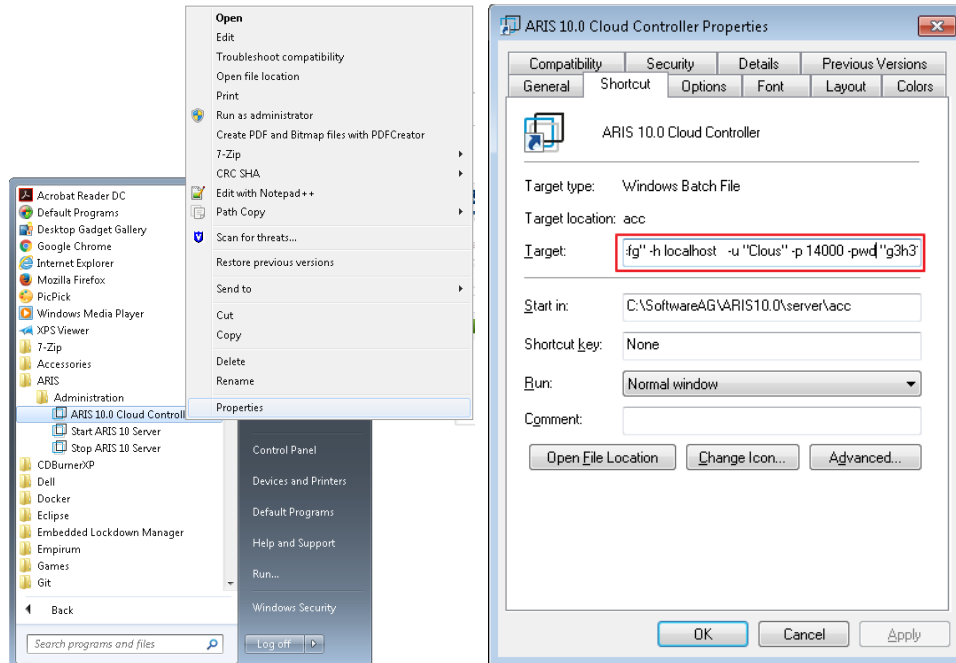 Open
Edit
Troubleshoot compatibility
Open file location
Print
Run as administrator
Create PDF and Bitmap files with PDFCreator
7-Zip
CRC SHA
Edit with Notepad++
Path Copy
Scan for threats...
Restore previous versions
Send to
Cut
Copy
Delete
Rename
Properties
Acrobat Reader DC
Default Programs
Desktop Gadget Gallery
Google Chrome
Internet Explorer
Mozilla Firefox
PicPick
Windows Media Player
XPS Viewer
7-Zip
Accessories
ARIS
Administration
ARIS 10.0 Cloud Controll
Start ARIS 10 Server
Stop ARIS 10 Server
CDBurnerXP
Dell
Docker
Eclipse
Embedded Lockdown Manager
Empirum
Games
Git
Back
Search programs and files
Control Panel
Devices and Printers
Default Programs
Help and Support
Run...
Windows Security
Log off
ARIS 10.0 Cloud Controller Properties
Compatibility Security Details Previous Versions
General Shortcut Options Font Layout Colors
ARIS 10.0 Cloud Controller
Target type: Windows Batch File
Target location: acc
Target: :fg" -h localhost -u "Clous" -p 14000 -pwd "g3h3'
Start in: C:\SoftwareAG\ARIS10.0\server\acc
Shortcut key: None
Run: Normal window
Comment:
Open File Location Change Icon... Advanced...
OK Cancel Apply